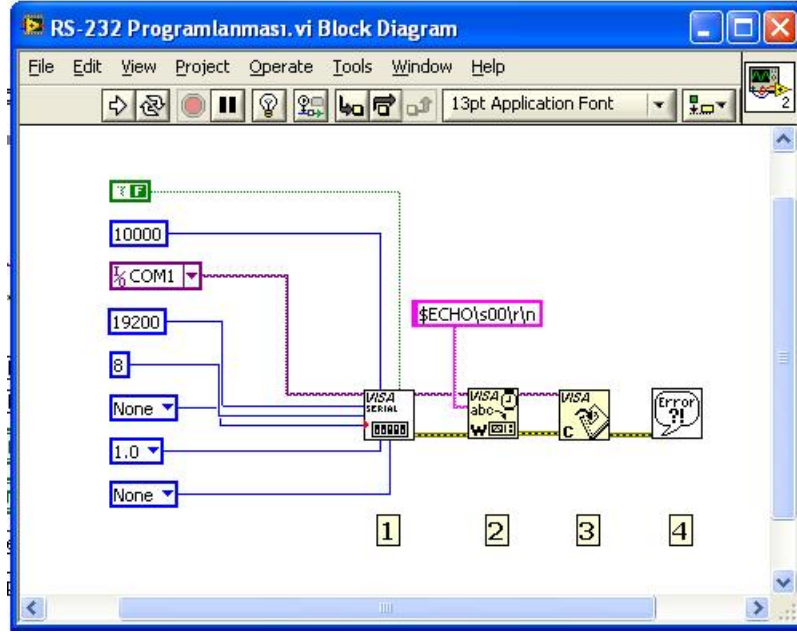 RS-232 Programlanması.vi Block Diagram
File Edit View Project Operate Tools Window Help
13pt Application Font
2
F
10000
I/O COM1
$ECHO\s00\r\n
19200
8
None
1.0
None
VISA
SERIAL
VISA
abc
W
VISA
C
Error
?!
1 2 3 4